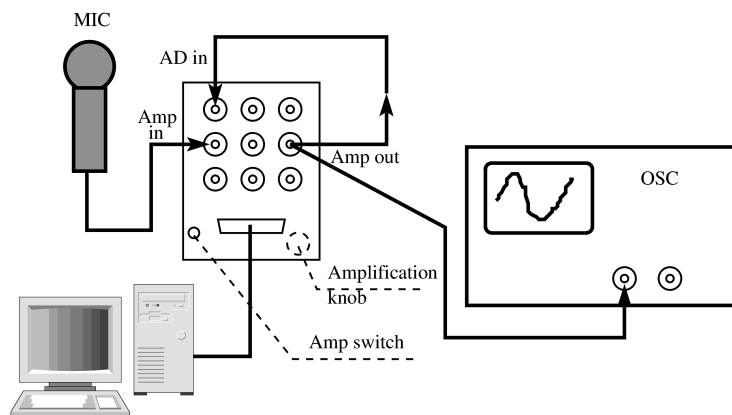 MIC
AD in
Amp
in
Amp out
OSC
Amplification
knob
Amp switch